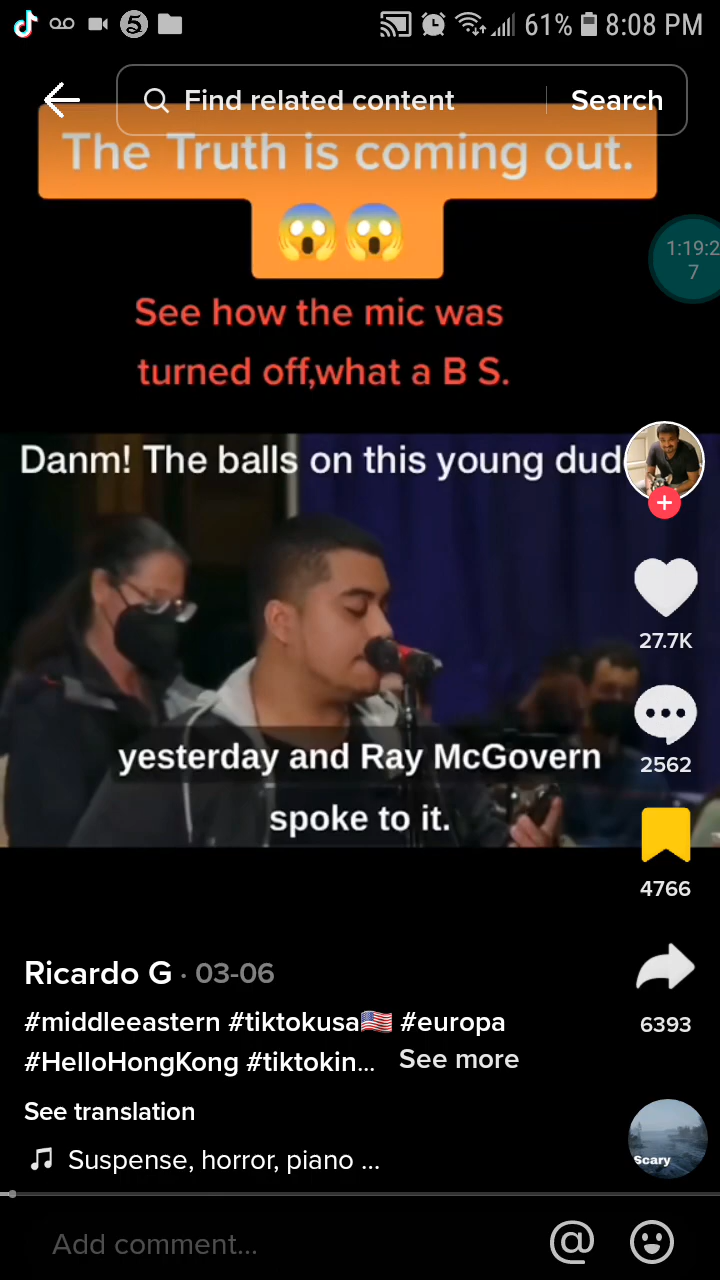 61% 8:08 PM
Find related content Search
The Truth is coming out.
😱😱
1:19:2
7
See how the mic was
turned off,what a B S.
Danm! The balls on this young dud
27.7K
yesterday and Ray McGovern
spoke to it.
2562
4766
Ricardo G · 03-06
6393
#middleeastern #tiktokusa🇺🇸 #europa
#HelloHongKong #tiktokin... See more
See translation
Suspense, horror, piano ...
Scary
Add comment...